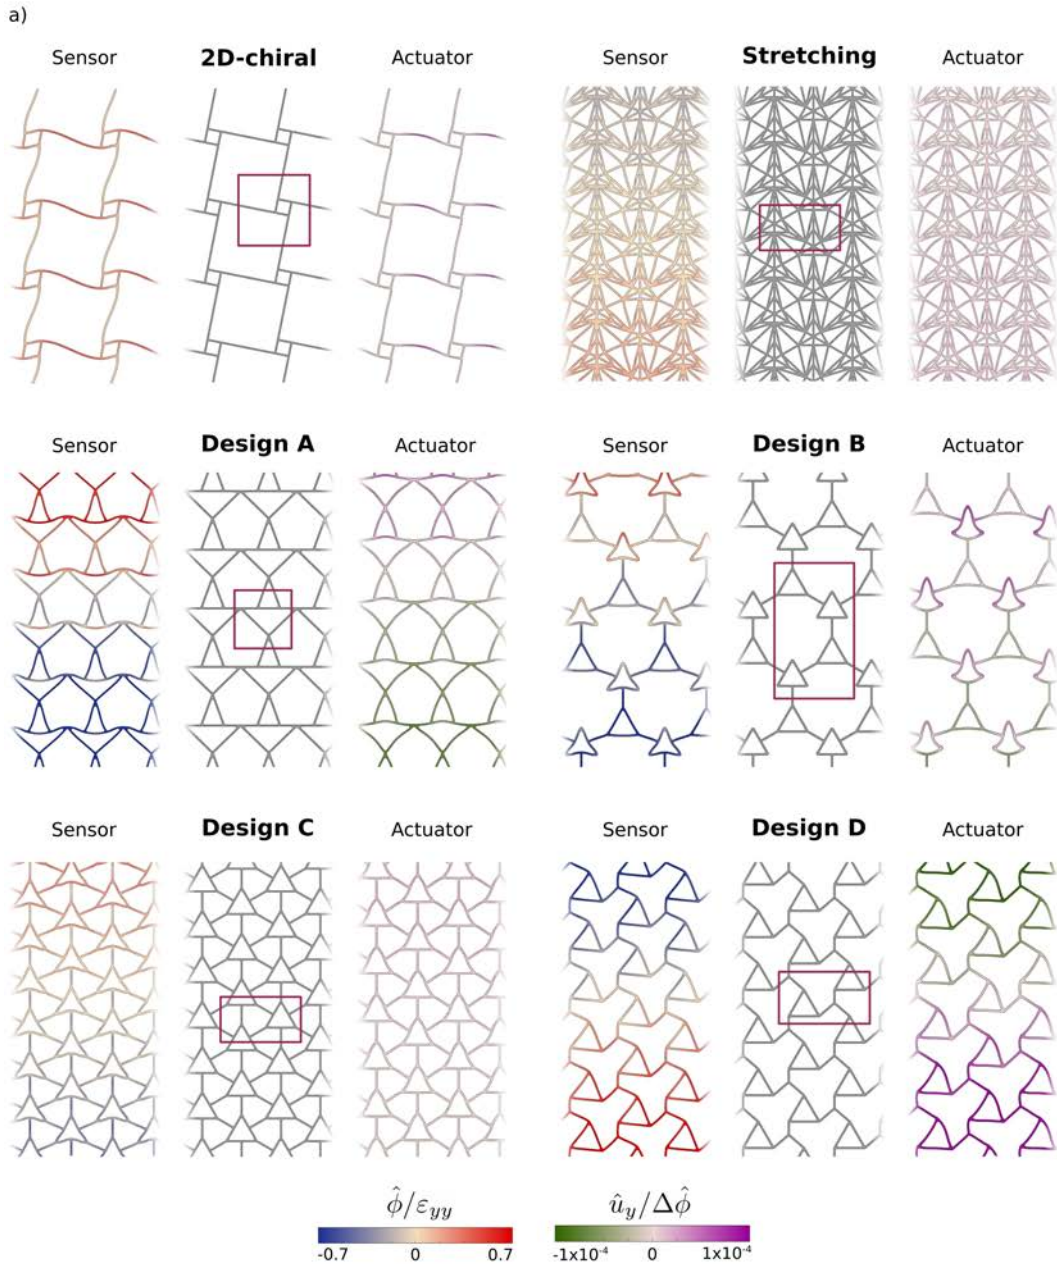 a)
Sensor 2D-chiral Actuator Sensor Stretching Actuator
Sensor Design A Actuator Sensor Design B Actuator
Sensor Design C Actuator Sensor Design D Actuator
φ̂/ε_yy û_y/Δφ̂
-0.7 0 0.7 -1x10⁻⁴ 0 1x10⁻⁴